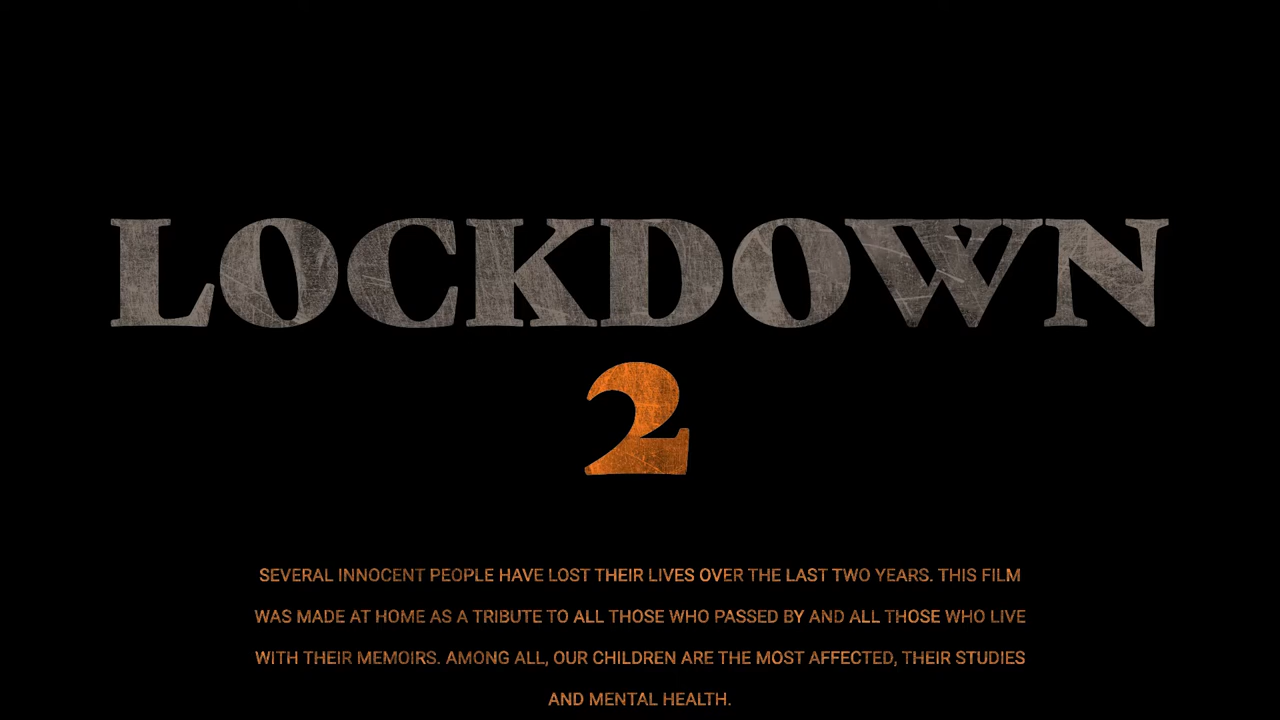 LOCKDOWN
2
SEVERAL INNOCENT PEOPLE HAVE LOST THEIR LIVES OVER THE LAST TWO YEARS. THIS FILM
WAS MADE AT HOME AS A TRIBUTE TO ALL THOSE WHO PASSED BY AND ALL THOSE WHO LIVE
WITH THEIR MEMOIRS. AMONG ALL, OUR CHILDREN ARE THE MOST AFFECTED, THEIR STUDIES
AND MENTAL HEALTH.